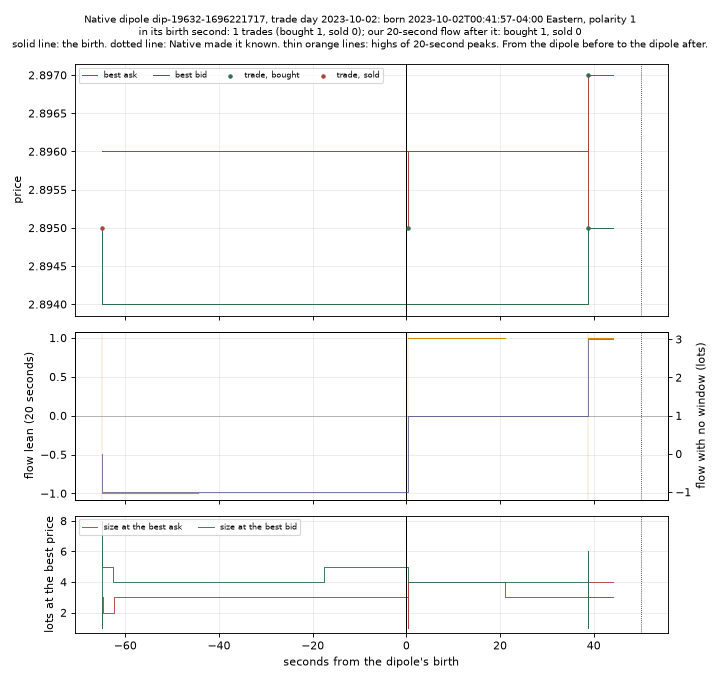 Native dipole dip-19632-1696221717, trade day 2023-10-02: born 2023-10-02T00:41:57-04:00 Eastern, polarity 1
in its birth second: 1 trades (bought 1, sold 0); our 20-second flow after it: bought 1, sold 0
solid line: the birth. dotted line: Native made it known. thin orange lines: highs of 20-second peaks. From the dipole before to the dipole after.
best ask best bid trade, bought trade, sold
2.8970
2.8965
2.8960
2.8955
2.8950
2.8945
2.8940
price
1.0
0.5
0.0
−0.5
−1.0
flow lean (20 seconds)
3
2
1
0
−1
flow with no window (lots)
size at the best ask size at the best bid
8
6
4
2
lots at the best price
−60 −40 −20 0 20 40
seconds from the dipole's birth